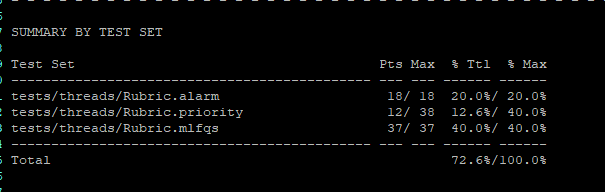 SUMMARY BY TEST SET
Test Set Pts Max % Ttl % Max
--------------------------------------------- --- --- ------ ------
tests/threads/Rubric.alarm 18/ 18 20.0%/ 20.0%
tests/threads/Rubric.priority 12/ 38 12.6%/ 40.0%
tests/threads/Rubric.mlfqs 37/ 37 40.0%/ 40.0%
--------------------------------------------- --- --- ------ ------
Total 72.6%/100.0%